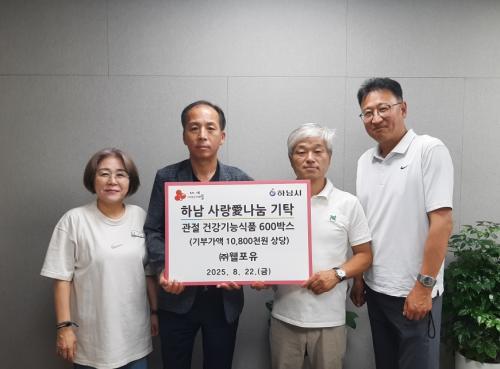 하남시
하남 사랑愛나눔 기탁
관절 건강기능식품 600박스
(기부가액 10,800천원 상당)
㈜웰포유
2025. 8. 22.(금)